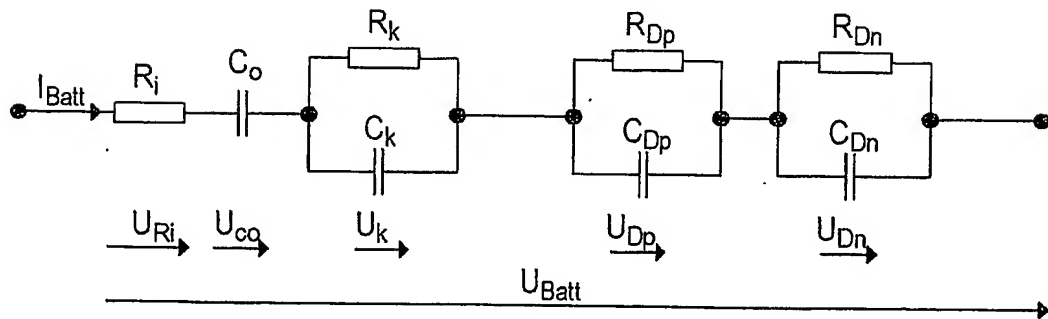 R_k R_Dp R_Dn
I_Batt R_i C_o
C_k C_Dp C_Dn
U_Ri U_co U_k U_Dp U_Dn
U_Batt